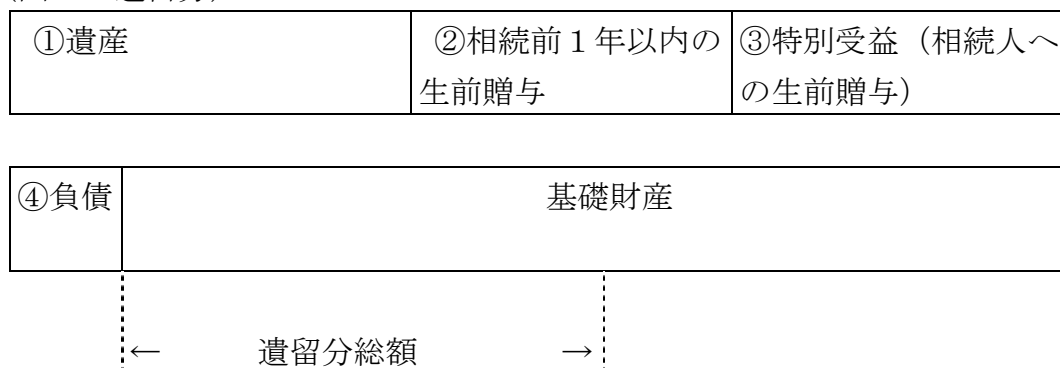 ①遺産 ②相続前1年以内の ③特別受益（相続人へ
生前贈与 の生前贈与）
④負債 基礎財産
← 遺留分総額 →